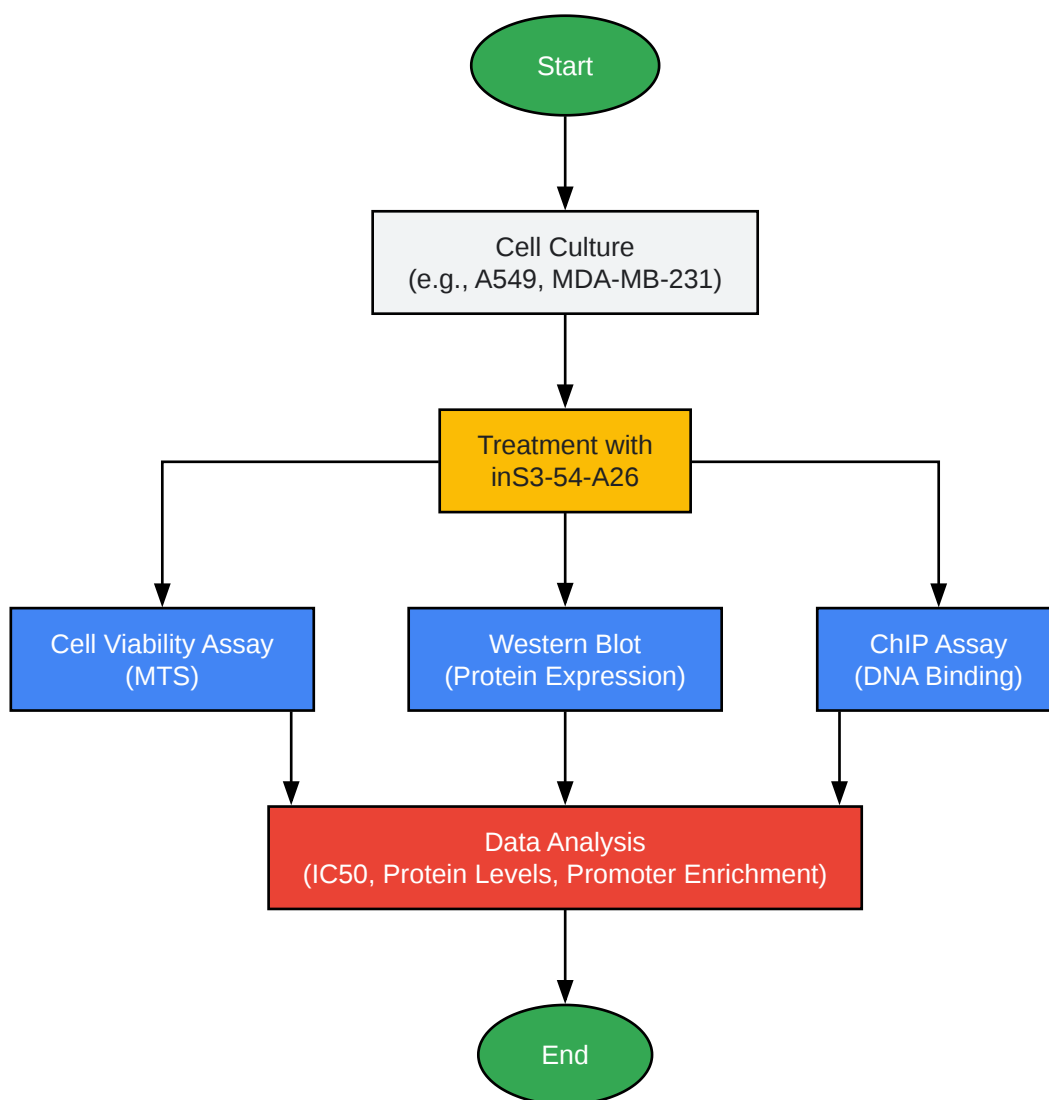 Start
Cell Culture
(e.g., A549, MDA-MB-231)
Treatment with
inS3-54-A26
Cell Viability Assay
(MTS)
Western Blot
(Protein Expression)
ChIP Assay
(DNA Binding)
Data Analysis
(IC50, Protein Levels, Promoter Enrichment)
End